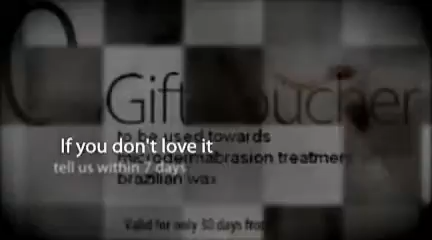 Gift Voucher
to be used towards
If you don't love it
microdermabrasion treatment
tell us within 7 days
brazilian wax
Valid for only 30 days from